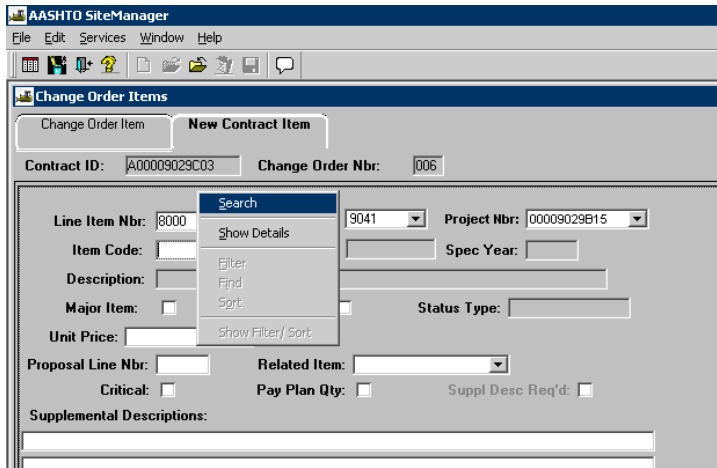 AASHTO SiteManager
File Edit Services Window Help
Change Order Items
Change Order Item New Contract Item
Contract ID: A00009029C03 Change Order Nbr: 006
Search
Line Item Nbr: 8000 9041 Project Nbr: 00009029B15
Show Details
Item Code: Spec Year:
Filter
Description: Find
Sort
Major Item: Status Type:
Unit Price: Show Filter/ Sort
Proposal Line Nbr: Related Item:
Critical: Pay Plan Qty: Suppl Desc Req'd:
Supplemental Descriptions: